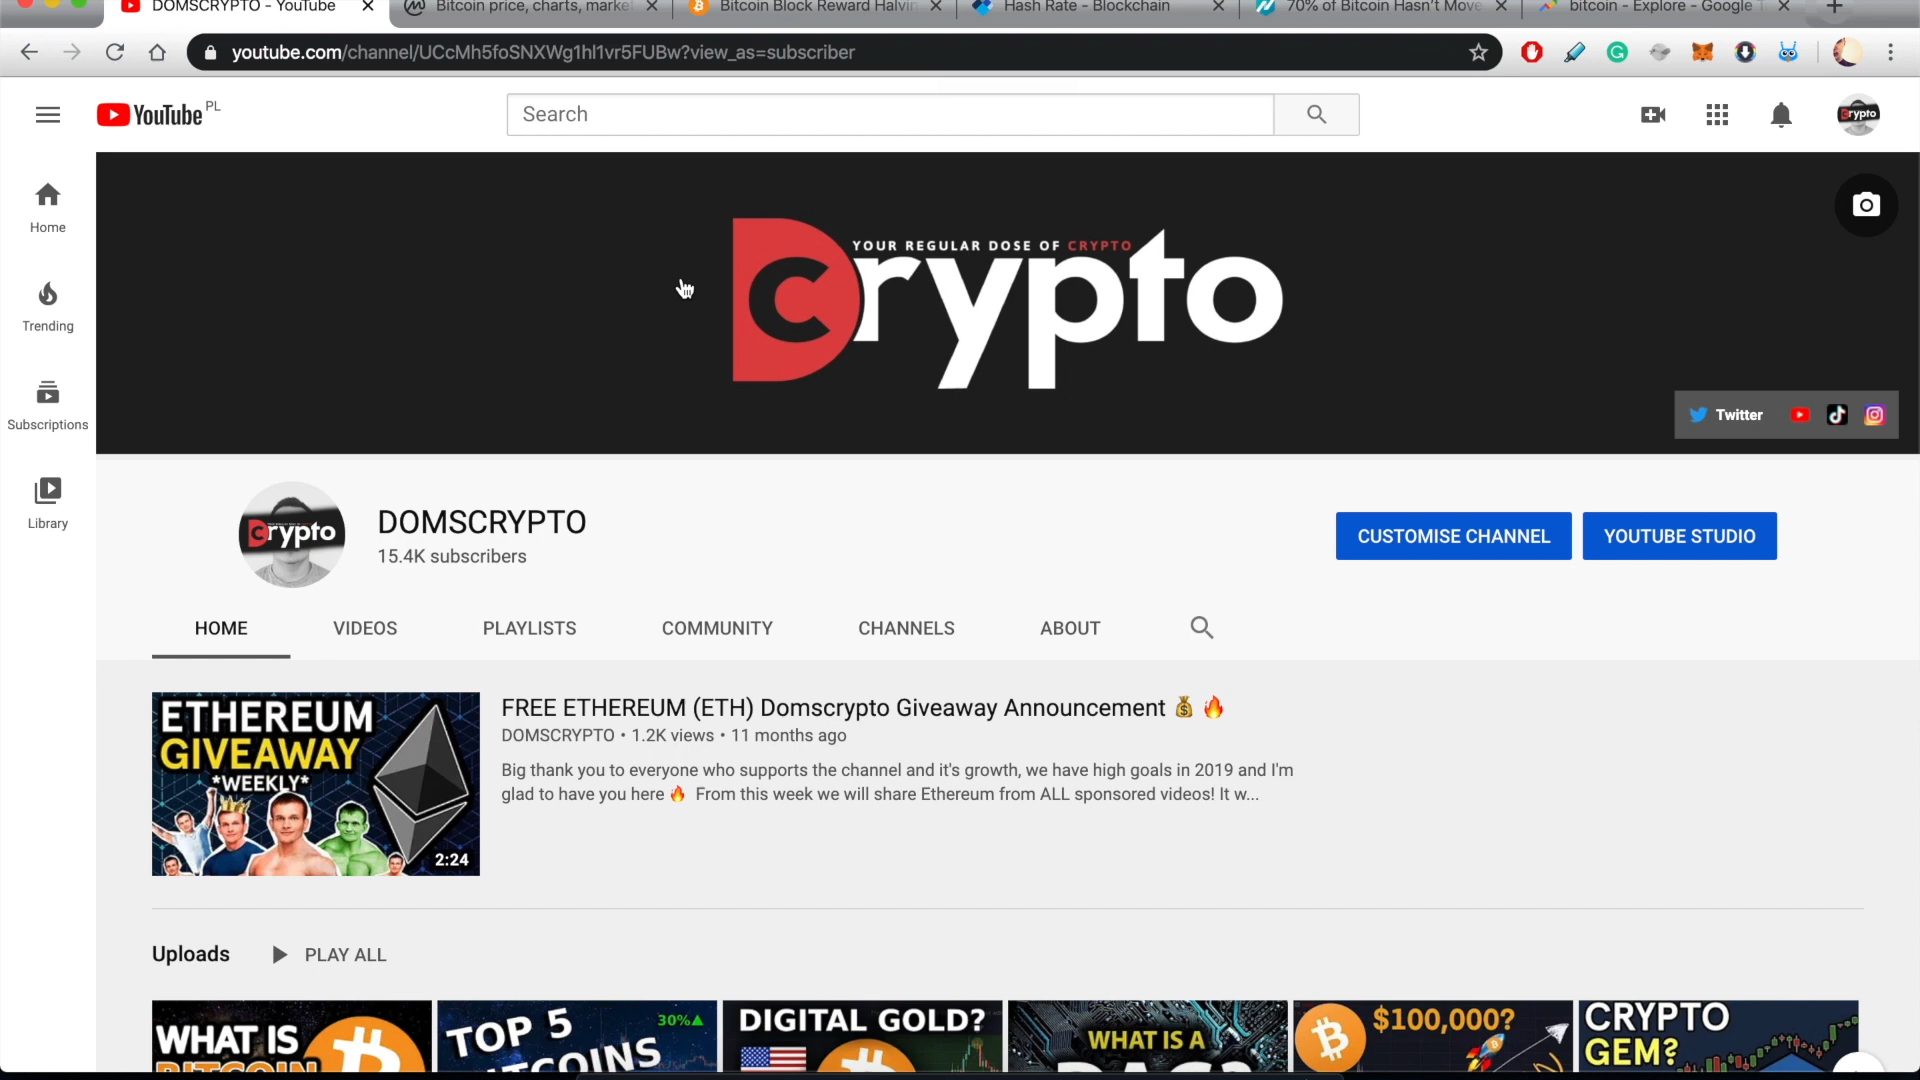 DOMSCRYPTO - YouTube
Bitcoin price, charts, marke
Bitcoin Block Reward Halvin
Hash Rate - Blockchain
70% of Bitcoin Hasn't Move
bitcoin - Explore - Google T
youtube.com/channel/UCcMh5foSNXWg1hl1vr5FUBw?view_as=subscriber
YouTube PL
Search
crypto
Home
Trending
Subscriptions
Library
YOUR REGULAR DOSE OF CRYPTO
crypto
Twitter
crypto
DOMSCRYPTO
15.4K subscribers
CUSTOMISE CHANNEL
YOUTUBE STUDIO
HOME
VIDEOS
PLAYLISTS
COMMUNITY
CHANNELS
ABOUT
ETHEREUM
GIVEAWAY
*WEEKLY*
2:24
FREE ETHEREUM (ETH) Domscrypto Giveaway Announcement 💰 🔥
DOMSCRYPTO • 1.2K views • 11 months ago
Big thank you to everyone who supports the channel and it's growth, we have high goals in 2019 and I'm
glad to have you here 🔥 From this week we will share Ethereum from ALL sponsored videos! It w...
Uploads
PLAY ALL
WHAT IS
BITCOIN
TOP 5
30%▲
DIGITAL GOLD?
WHAT IS A
$100,000?
CRYPTO
GEM?